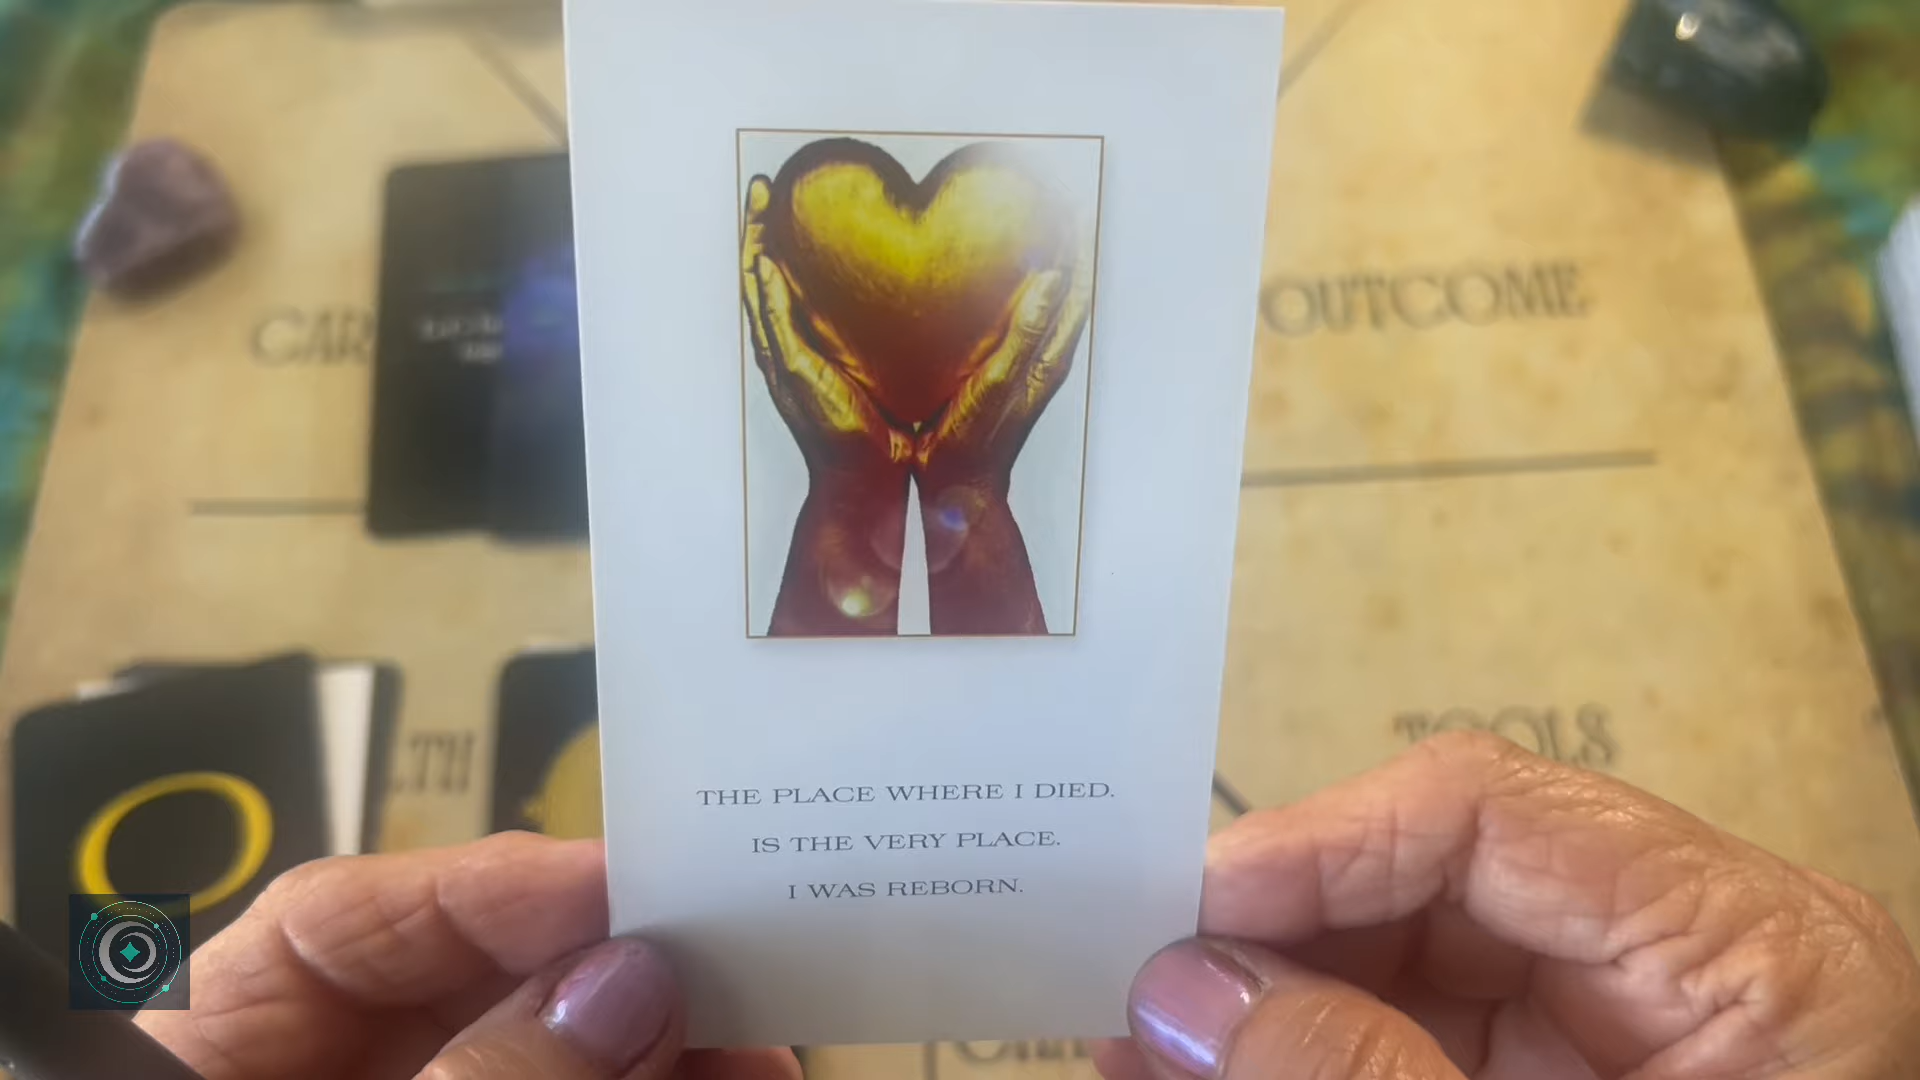 OUTCOME
TOOLS
THE PLACE WHERE I DIED.
IS THE VERY PLACE.
I WAS REBORN.